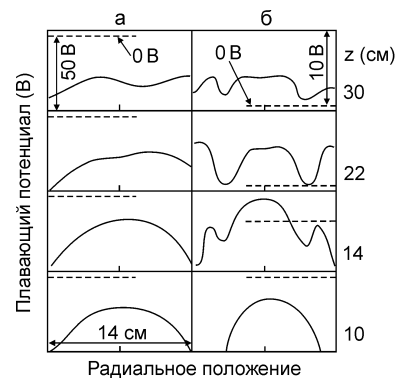 а б
50 В
0 В
0 В
10 В
z (см)
30
22
14
10
14 см
Плавающий потенциал (В)
Радиальное положение